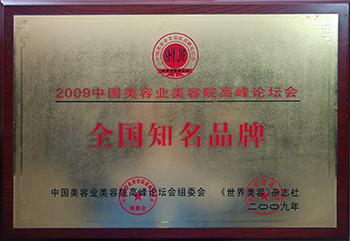 SHI JIE
2009中国美容业美容院高峰论坛会
全国知名品牌
中国美容业美容院高峰论坛会组委会 《世界美容》杂志社
二〇〇九年